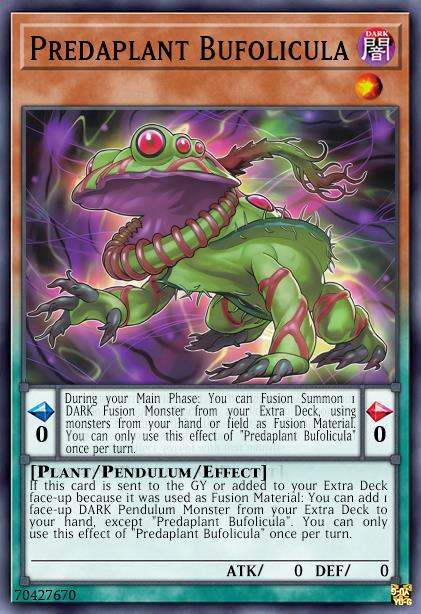 Predaplant Bufolicula
DARK
闇
During your Main Phase: You can Fusion Summon 1
DARK Fusion Monster from your Extra Deck, using
monsters from your hand or field as Fusion Material.
You can only use this effect of "Predaplant Bufolicula"
once per turn.
0
0
[Plant/Pendulum/Effect]
If this card is sent to the GY or added to your Extra Deck
face-up because it was used as Fusion Material: You can add 1
face-up DARK Pendulum Monster from your Extra Deck to
your hand, except "Predaplant Bufolicula". You can only
use this effect of "Predaplant Bufolicula" once per turn.
ATK/ 0 DEF/ 0
70427670